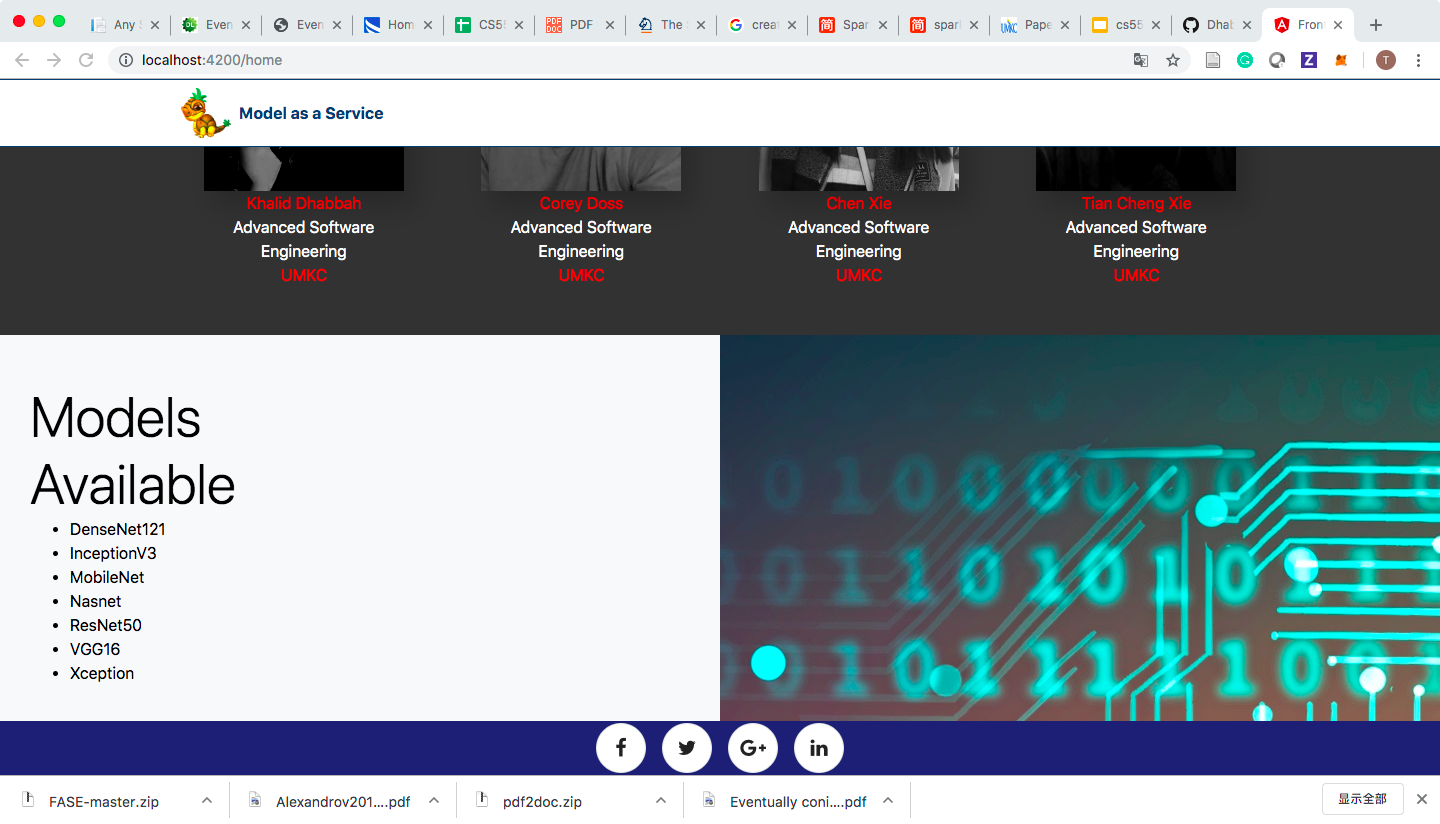 Any S
Even
Even
Hom
CS55
PDF
The S
creat
Spar
spar
Pape
cs55
Dhab
Fron
localhost:4200/home
T
Model as a Service
Khalid Dhabbah
Corey Doss
Chen Xie
Tian Cheng Xie
Advanced Software
Engineering
UMKC
Advanced Software
Engineering
UMKC
Advanced Software
Engineering
UMKC
Advanced Software
Engineering
UMKC
Models
Available
• DenseNet121
• InceptionV3
• MobileNet
• Nasnet
• ResNet50
• VGG16
• Xception
FASE-master.zip
Alexandrov201....pdf
pdf2doc.zip
Eventually coni....pdf
显示全部